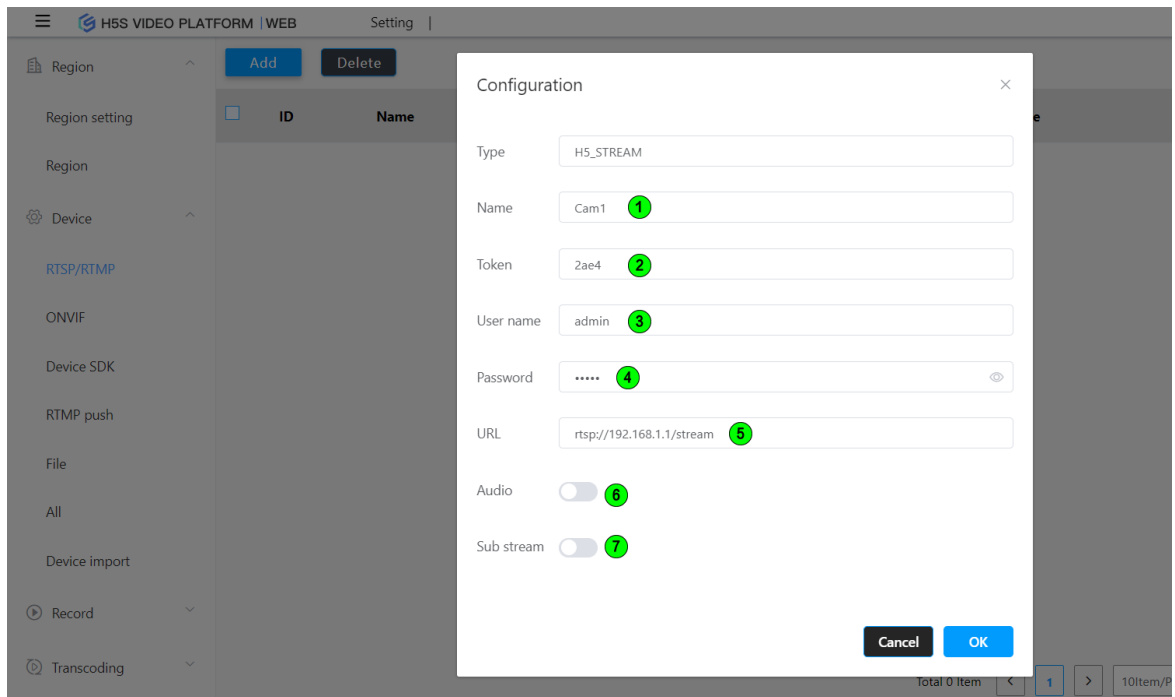 H5S VIDEO PLATFORM | WEB Setting |
Region
Region setting
Region
Device
RTSP/RTMP
ONVIF
Device SDK
RTMP push
File
All
Device import
Record
Transcoding
Add Delete
ID Name e
Configuration
Type H5_STREAM
Name Cam1 1
Token 2ae4 2
User name admin 3
Password ••••• 4
URL rtsp://192.168.1.1/stream 5
Audio 6
Sub stream 7
Cancel OK
Total 0 Item < 1 > 10Item/P